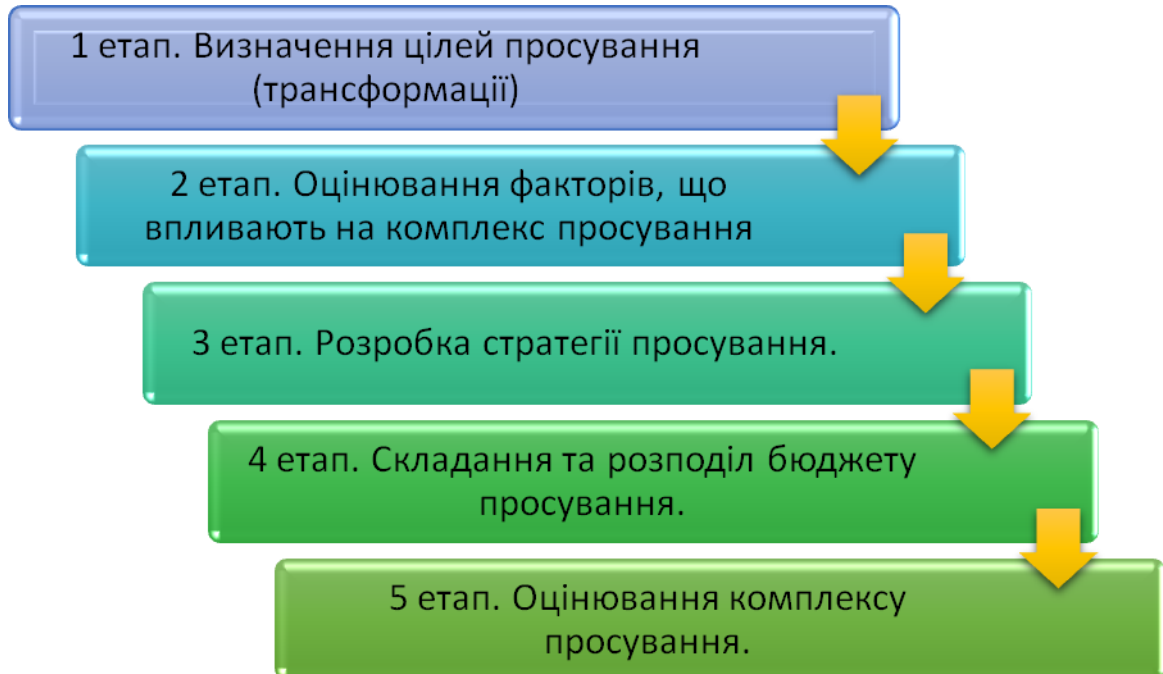 1 етап. Визначення цілей просування
(трансформації)
2 етап. Оцінювання факторів, що
впливають на комплекс просування
3 етап. Розробка стратегії просування.
4 етап. Складання та розподіл бюджету
просування.
5 етап. Оцінювання комплексу
просування.